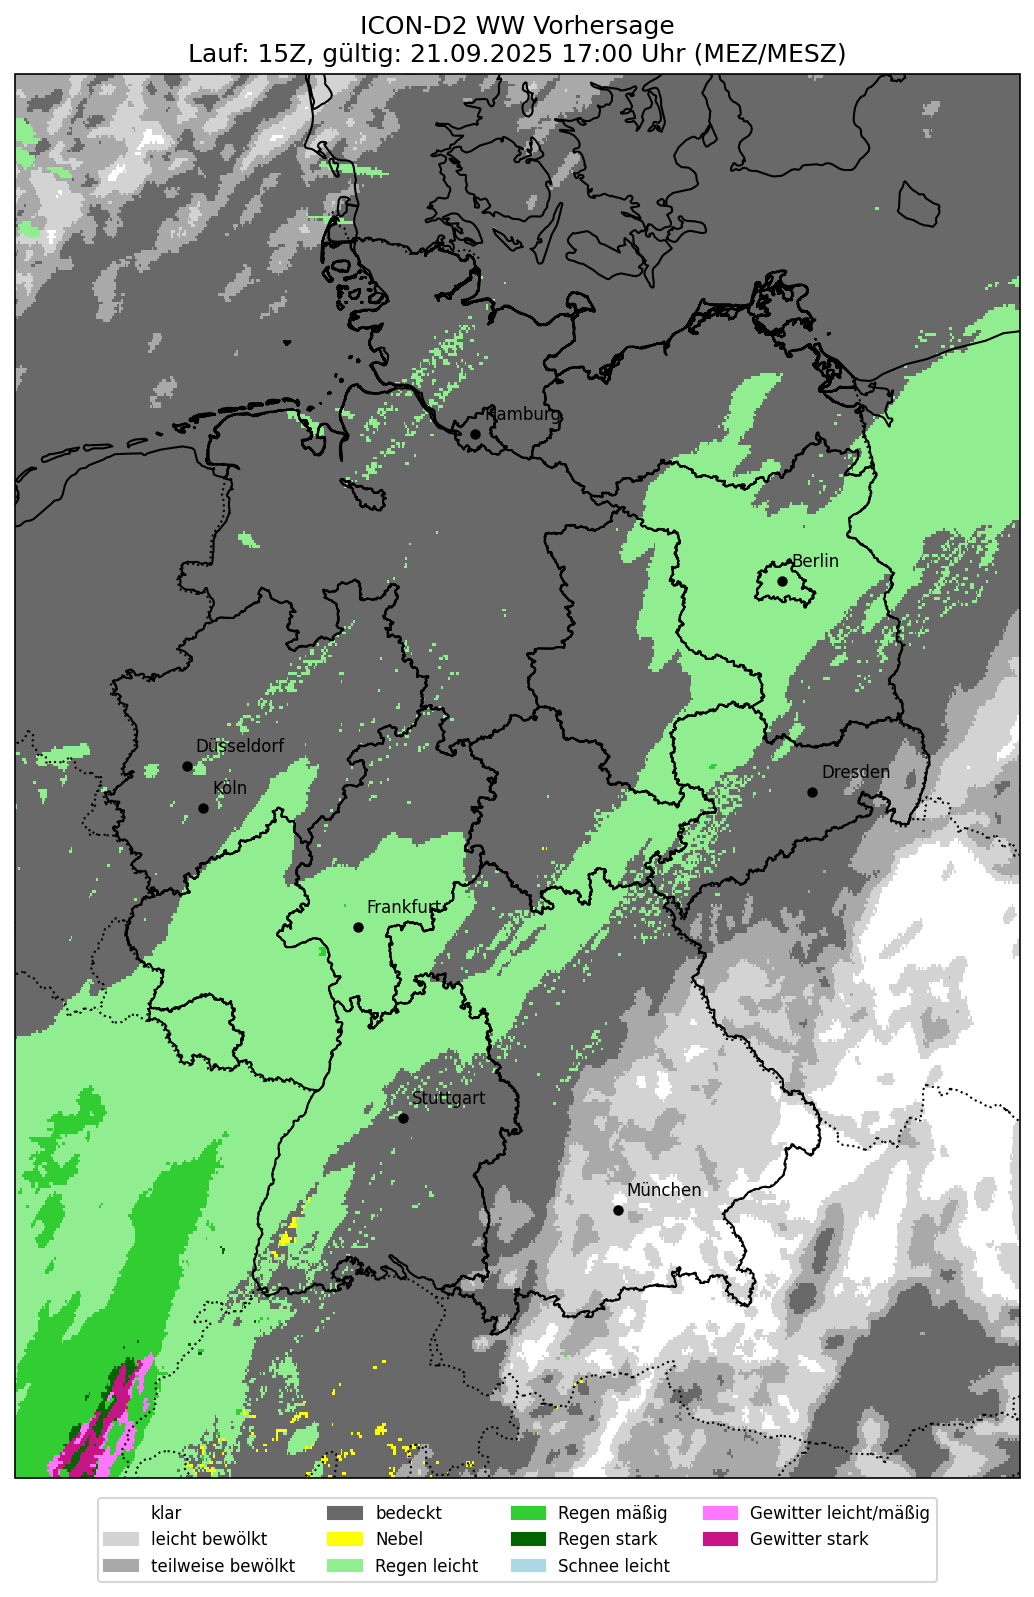 ICON-D2 WW Vorhersage
Lauf: 15Z, gültig: 21.09.2025 17:00 Uhr (MEZ/MESZ)
Hamburg
Berlin
Düsseldorf
Dresden
Köln
Frankfurt
Stuttgart
München
klar
leicht bewölkt
teilweise bewölkt
bedeckt
Nebel
Regen leicht
Regen mäßig
Regen stark
Schnee leicht
Gewitter leicht/mäßig
Gewitter stark